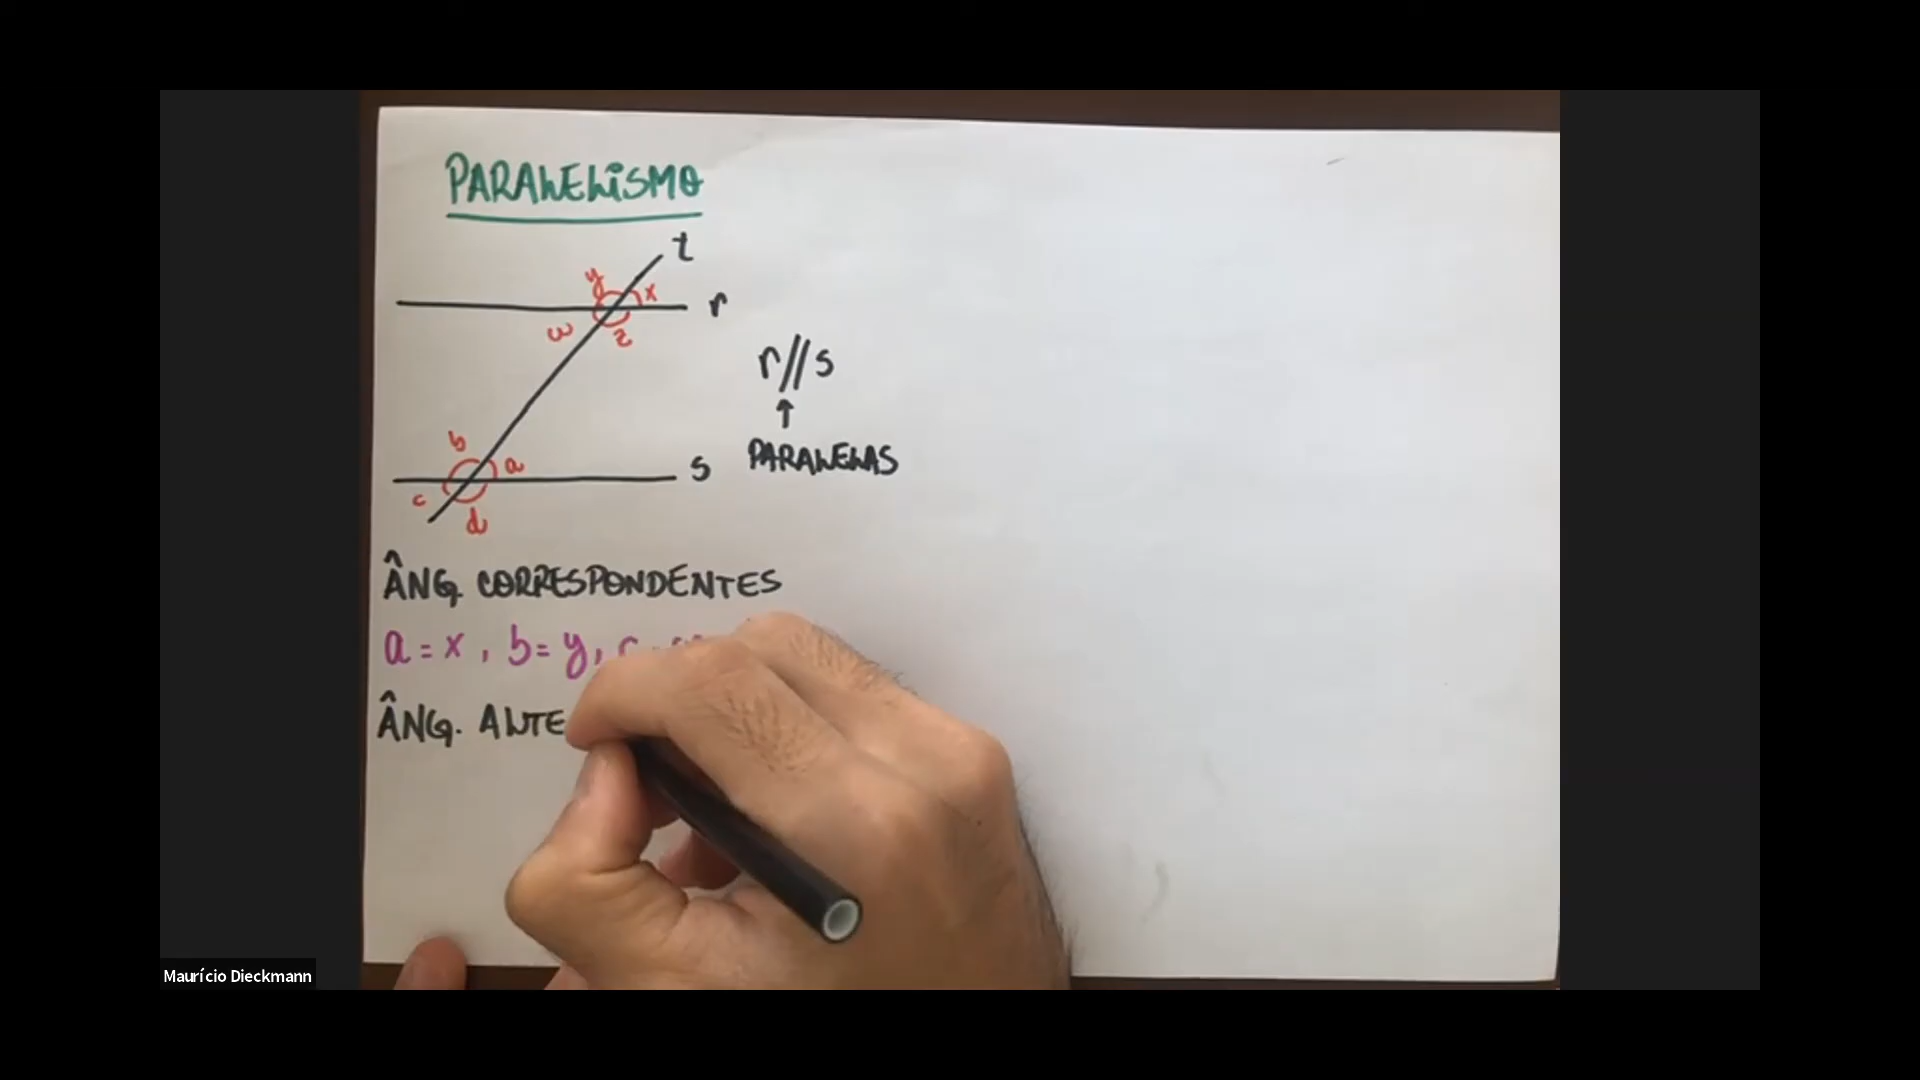 PARALELISMO
t
y x
r
w z
r//s
PARALELAS
b a
s
c d
ÂNG. CORRESPONDENTES
a = x , b = y,
ÂNG. ALTE
Maurício Dieckmann